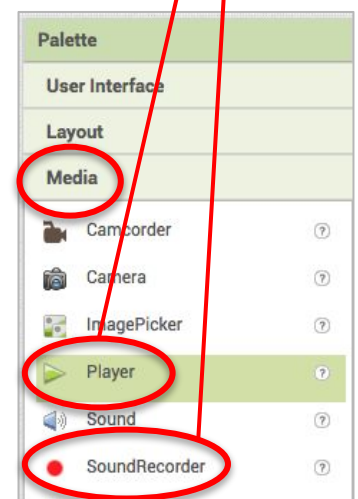 Palette
User Interface
Layout
Media
Camcorder ?
Camera ?
ImagePicker ?
Player ?
Sound ?
SoundRecorder ?